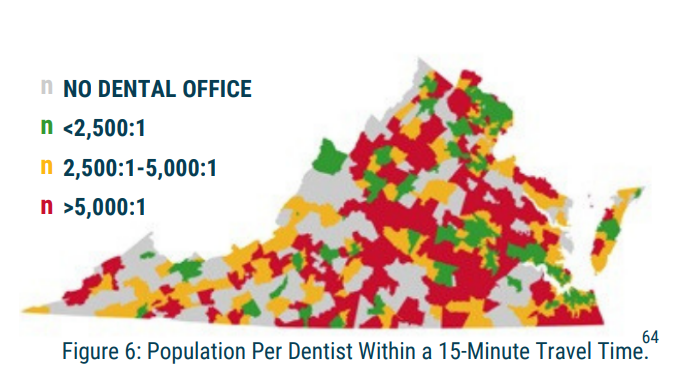 n NO DENTAL OFFICE
n <2,500:1
n 2,500:1-5,000:1
n >5,000:1
Figure 6: Population Per Dentist Within a 15-Minute Travel Time.64